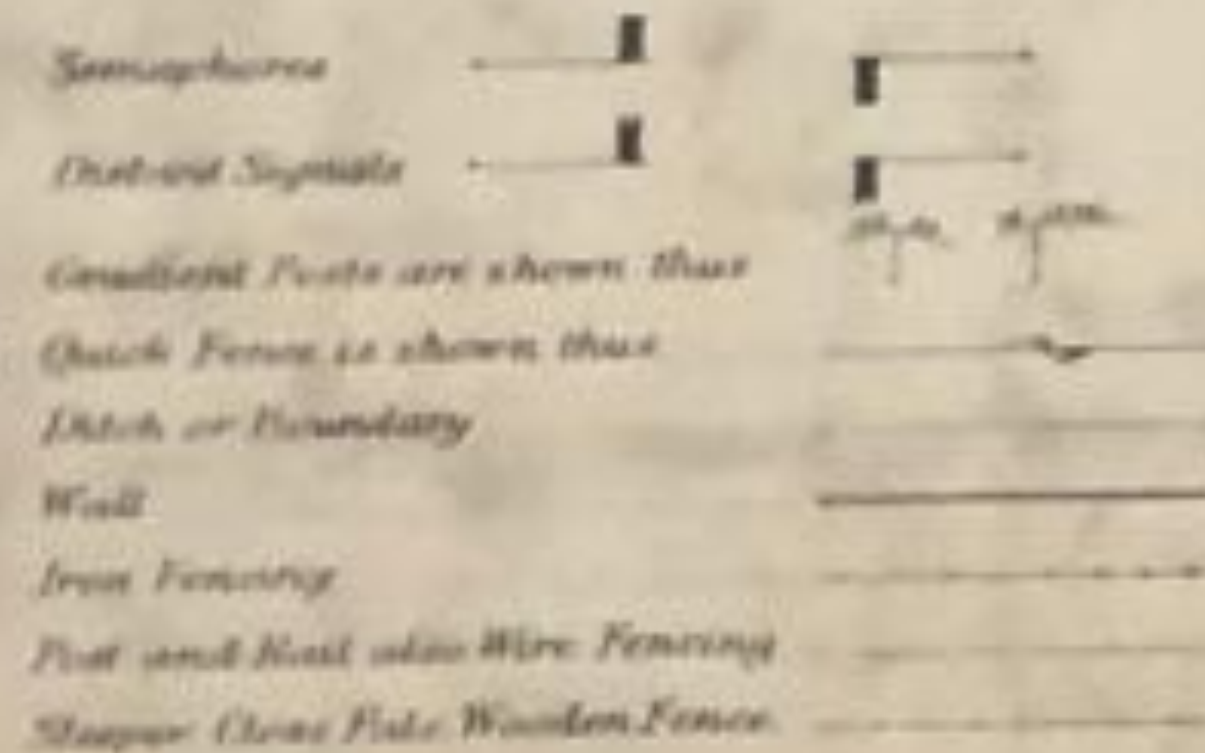 Semaphores
Distant Signals
Gradient Posts are shown thus
Quick Fence is shown thus
Ditch or Boundary
Wall
Iron Fencing
Post and Rail also Wire Fencing
Sleeper Close Pale Wooden Fence.